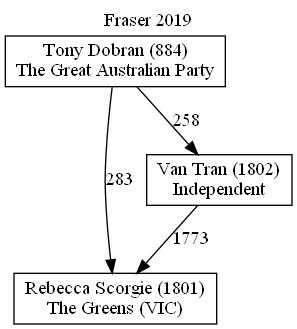 Fraser 2019
Tony Dobran (884)
The Great Australian Party
258
Van Tran (1802)
Independent
283
1773
Rebecca Scorgie (1801)
The Greens (VIC)